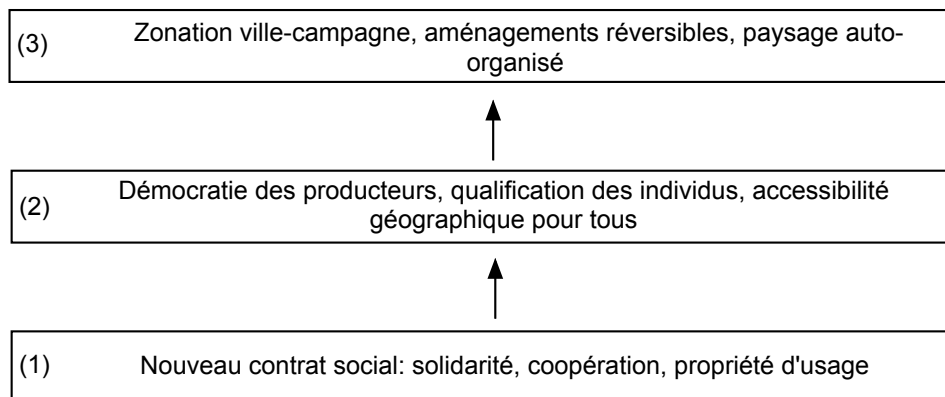 (3) Zonation ville-campagne, aménagements réversibles, paysage auto-
organisé
(2) Démocratie des producteurs, qualification des individus, accessibilité
géographique pour tous
(1) Nouveau contrat social: solidarité, coopération, propriété d'usage